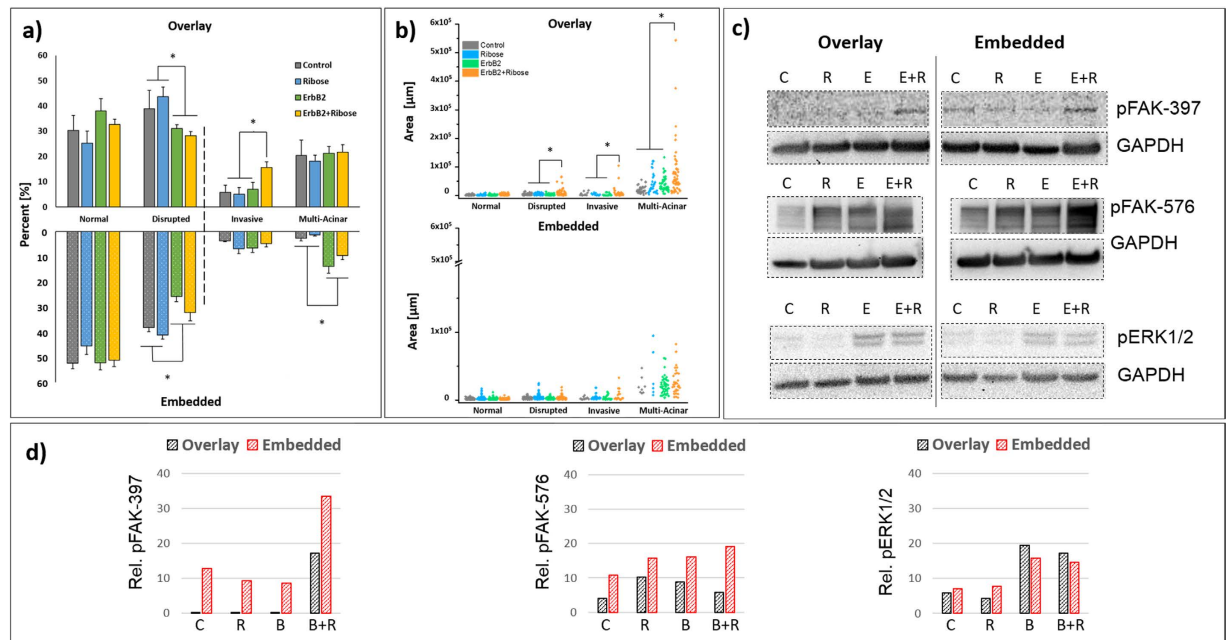 a)
Overlay
60
50
40
30
20
10
0
Control
Ribose
ErbB2
ErbB2+Ribose
*
*
Percent [%]
Normal
Disrupted
Invasive
Multi-Acinar
0
10
20
30
40
50
60
*
*
Embedded
b)
Overlay
6x10⁵
5x10⁵
4x10⁵
3x10⁵
2x10⁵
1x10⁵
0
Area [µm]
Control
Ribose
ErbB2
ErbB2+Ribose
*
*
*
Normal
Disrupted
Invasive
Multi-Acinar
Embedded
6x10⁵
5x10⁵
1x10⁵
0
Area [µm]
Normal
Disrupted
Invasive
Multi-Acinar
c)
Overlay
Embedded
C R E E+R
C R E E+R
pFAK-397
GAPDH
C R E E+R
C R E E+R
pFAK-576
GAPDH
C R E E+R
C R E E+R
pERK1/2
GAPDH
d)
Overlay Embedded
Rel. pFAK-397
40
30
20
10
0
C R B B+R
Overlay Embedded
Rel. pFAK-576
40
30
20
10
0
C R B B+R
Overlay Embedded
Rel. pERK1/2
40
30
20
10
0
C R B B+R